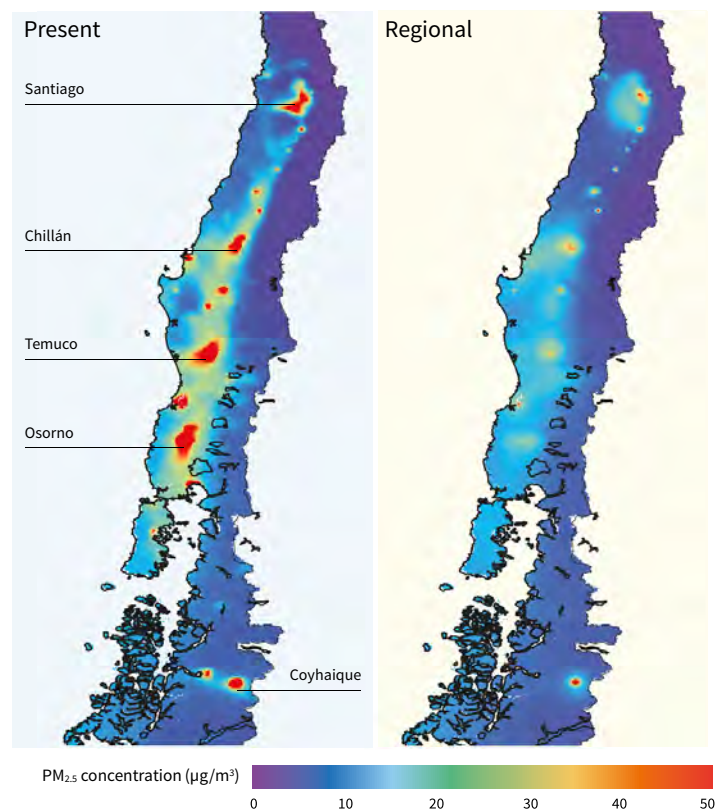 Present
Regional
Santiago
Chillán
Temuco
Osorno
Coyhaique
PM2.5 concentration (µg/m³)
0 10 20 30 40 50